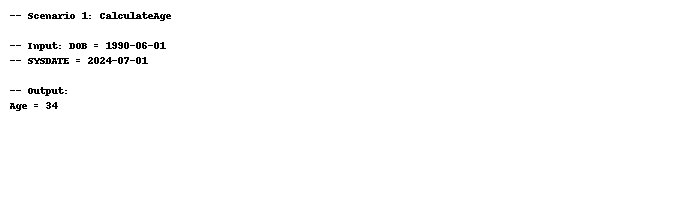 -- Scenario 1: CalculateAge
-- Input: DOB = 1990-06-01
-- SYSDATE = 2024-07-01
-- Output:
Age = 34